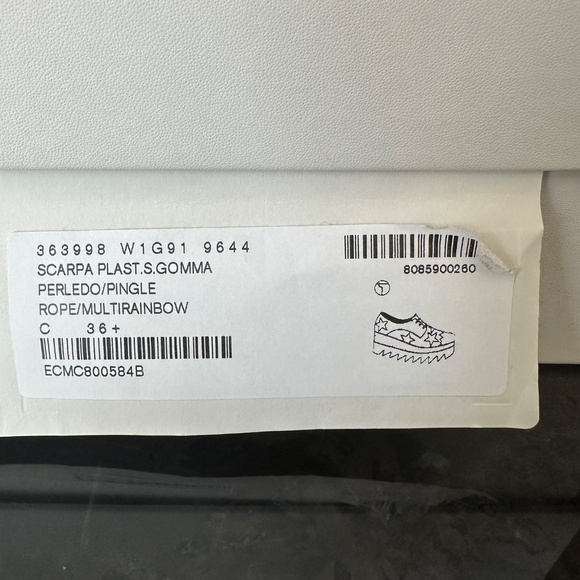 363998 W1G91 9644
SCARPA PLAST.S.GOMMA
PERLEDO/PINGLE
ROPE/MULTIRAINBOW
C 36+
ECMC800584B
8085900260